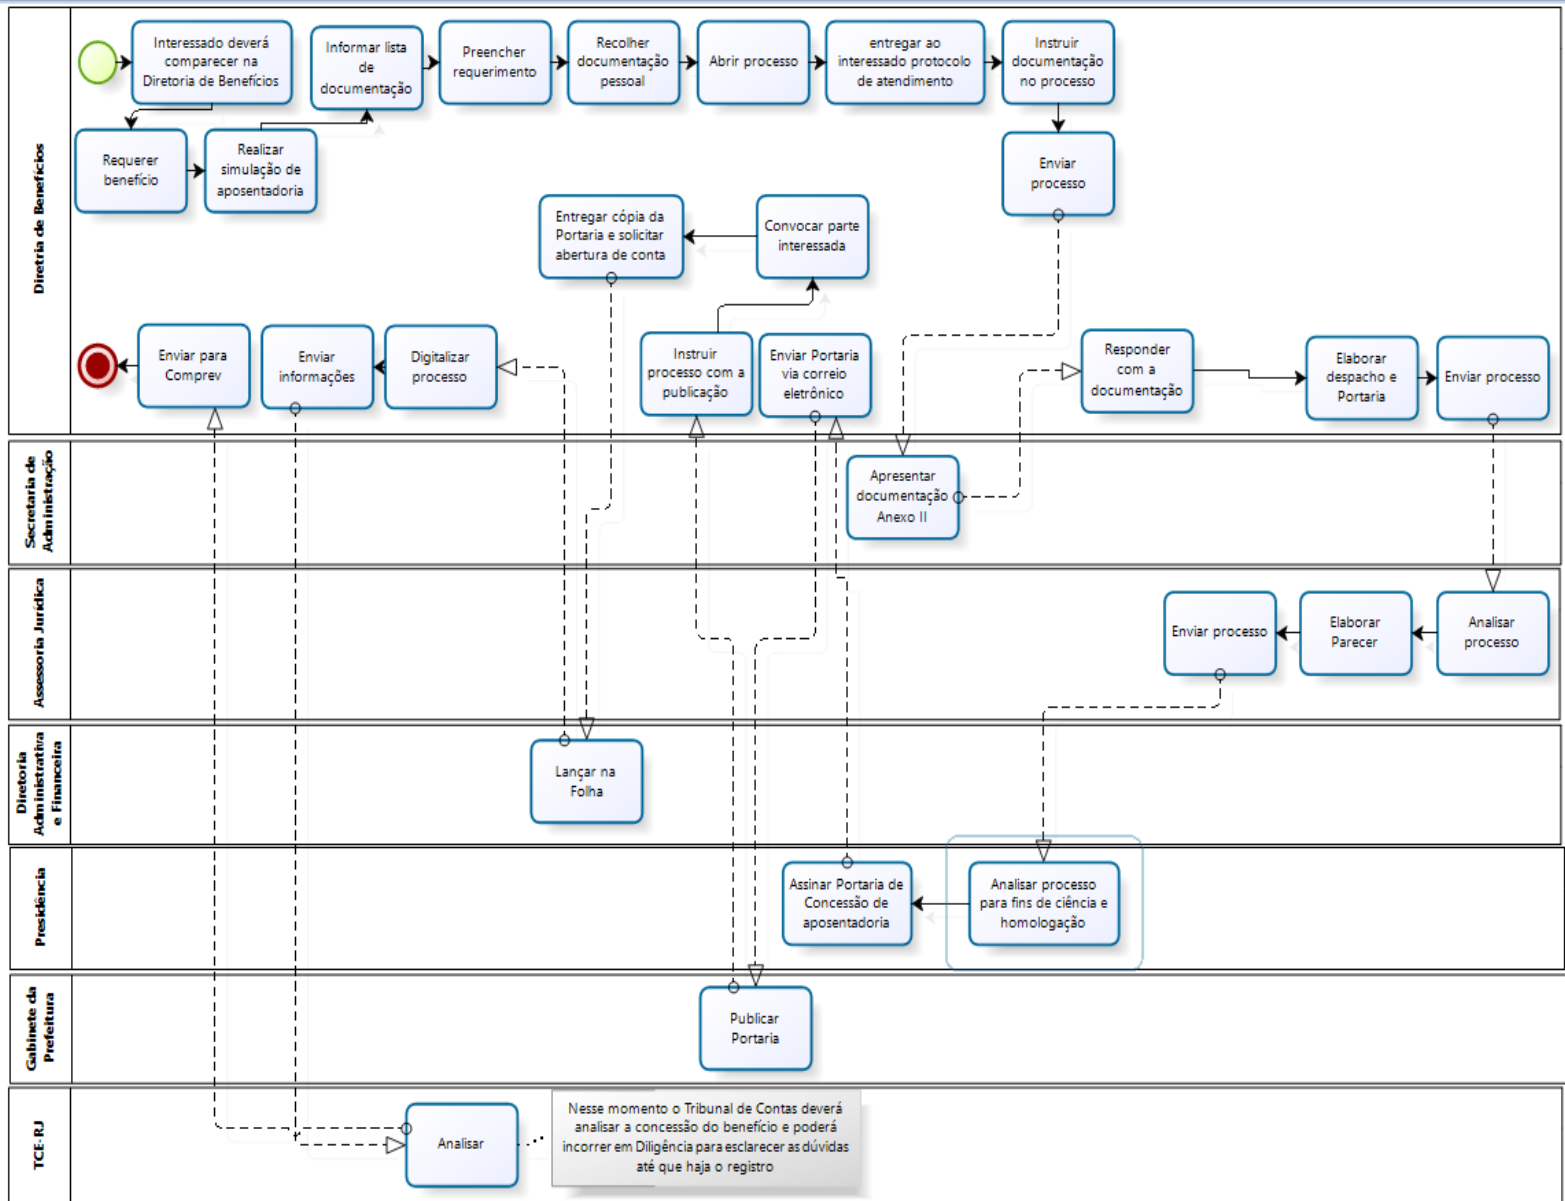 Diretria de Benefícios
Interessado deverá
comparecer na
Diretoria de Benefícios
Informar lista
de
documentação
Preencher
requerimento
Recolher
documentação
pessoal
Abrir processo
entregar ao
interessado protocolo
de atendimento
Instruir
documentação
no processo
Requerer
benefício
Realizar
simulação de
aposentadoria
Enviar
processo
Entregar cópia da
Portaria e solicitar
abertura de conta
Convocar parte
interessada
Enviar para
Comprev
Enviar
informações
Digitalizar
processo
Instruir
processo com a
publicação
Enviar Portaria
via correio
eletrônico
Responder
com a
documentação
Elaborar
despacho e
Portaria
Enviar processo
Secretaria de
Administração
Apresentar
documentação
Anexo II
Assessoria Jurídica
Enviar processo
Elaborar
Parecer
Analisar
processo
Diretoria
Administrativa
e Financeira
Lançar na
Folha
Presidência
Assinar Portaria de
Concessão de
aposentadoria
Analisar processo
para fins de ciência e
homologação
Gabinete da
Prefeitura
Publicar
Portaria
TCE-RJ
Analisar
Nesse momento o Tribunal de Contas deverá
analisar a concessão do benefício e poderá
incorrer em Diligência para esclarecer as dúvidas
até que haja o registro